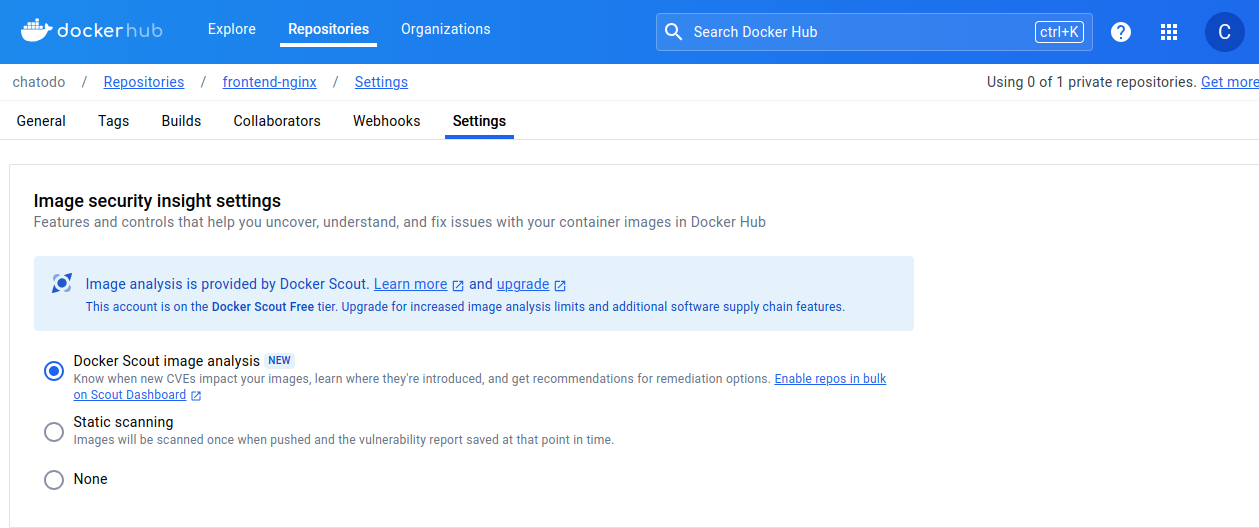 dockerhub Explore Repositories Organizations Search Docker Hub ctrl+K C
chatodo / Repositories / frontend-nginx / Settings Using 0 of 1 private repositories. Get more
General Tags Builds Collaborators Webhooks Settings
Image security insight settings
Features and controls that help you uncover, understand, and fix issues with your container images in Docker Hub
Image analysis is provided by Docker Scout. Learn more and upgrade
This account is on the Docker Scout Free tier. Upgrade for increased image analysis limits and additional software supply chain features.
Docker Scout image analysis NEW
Know when new CVEs impact your images, learn where they're introduced, and get recommendations for remediation options. Enable repos in bulk
on Scout Dashboard
Static scanning
Images will be scanned once when pushed and the vulnerability report saved at that point in time.
None